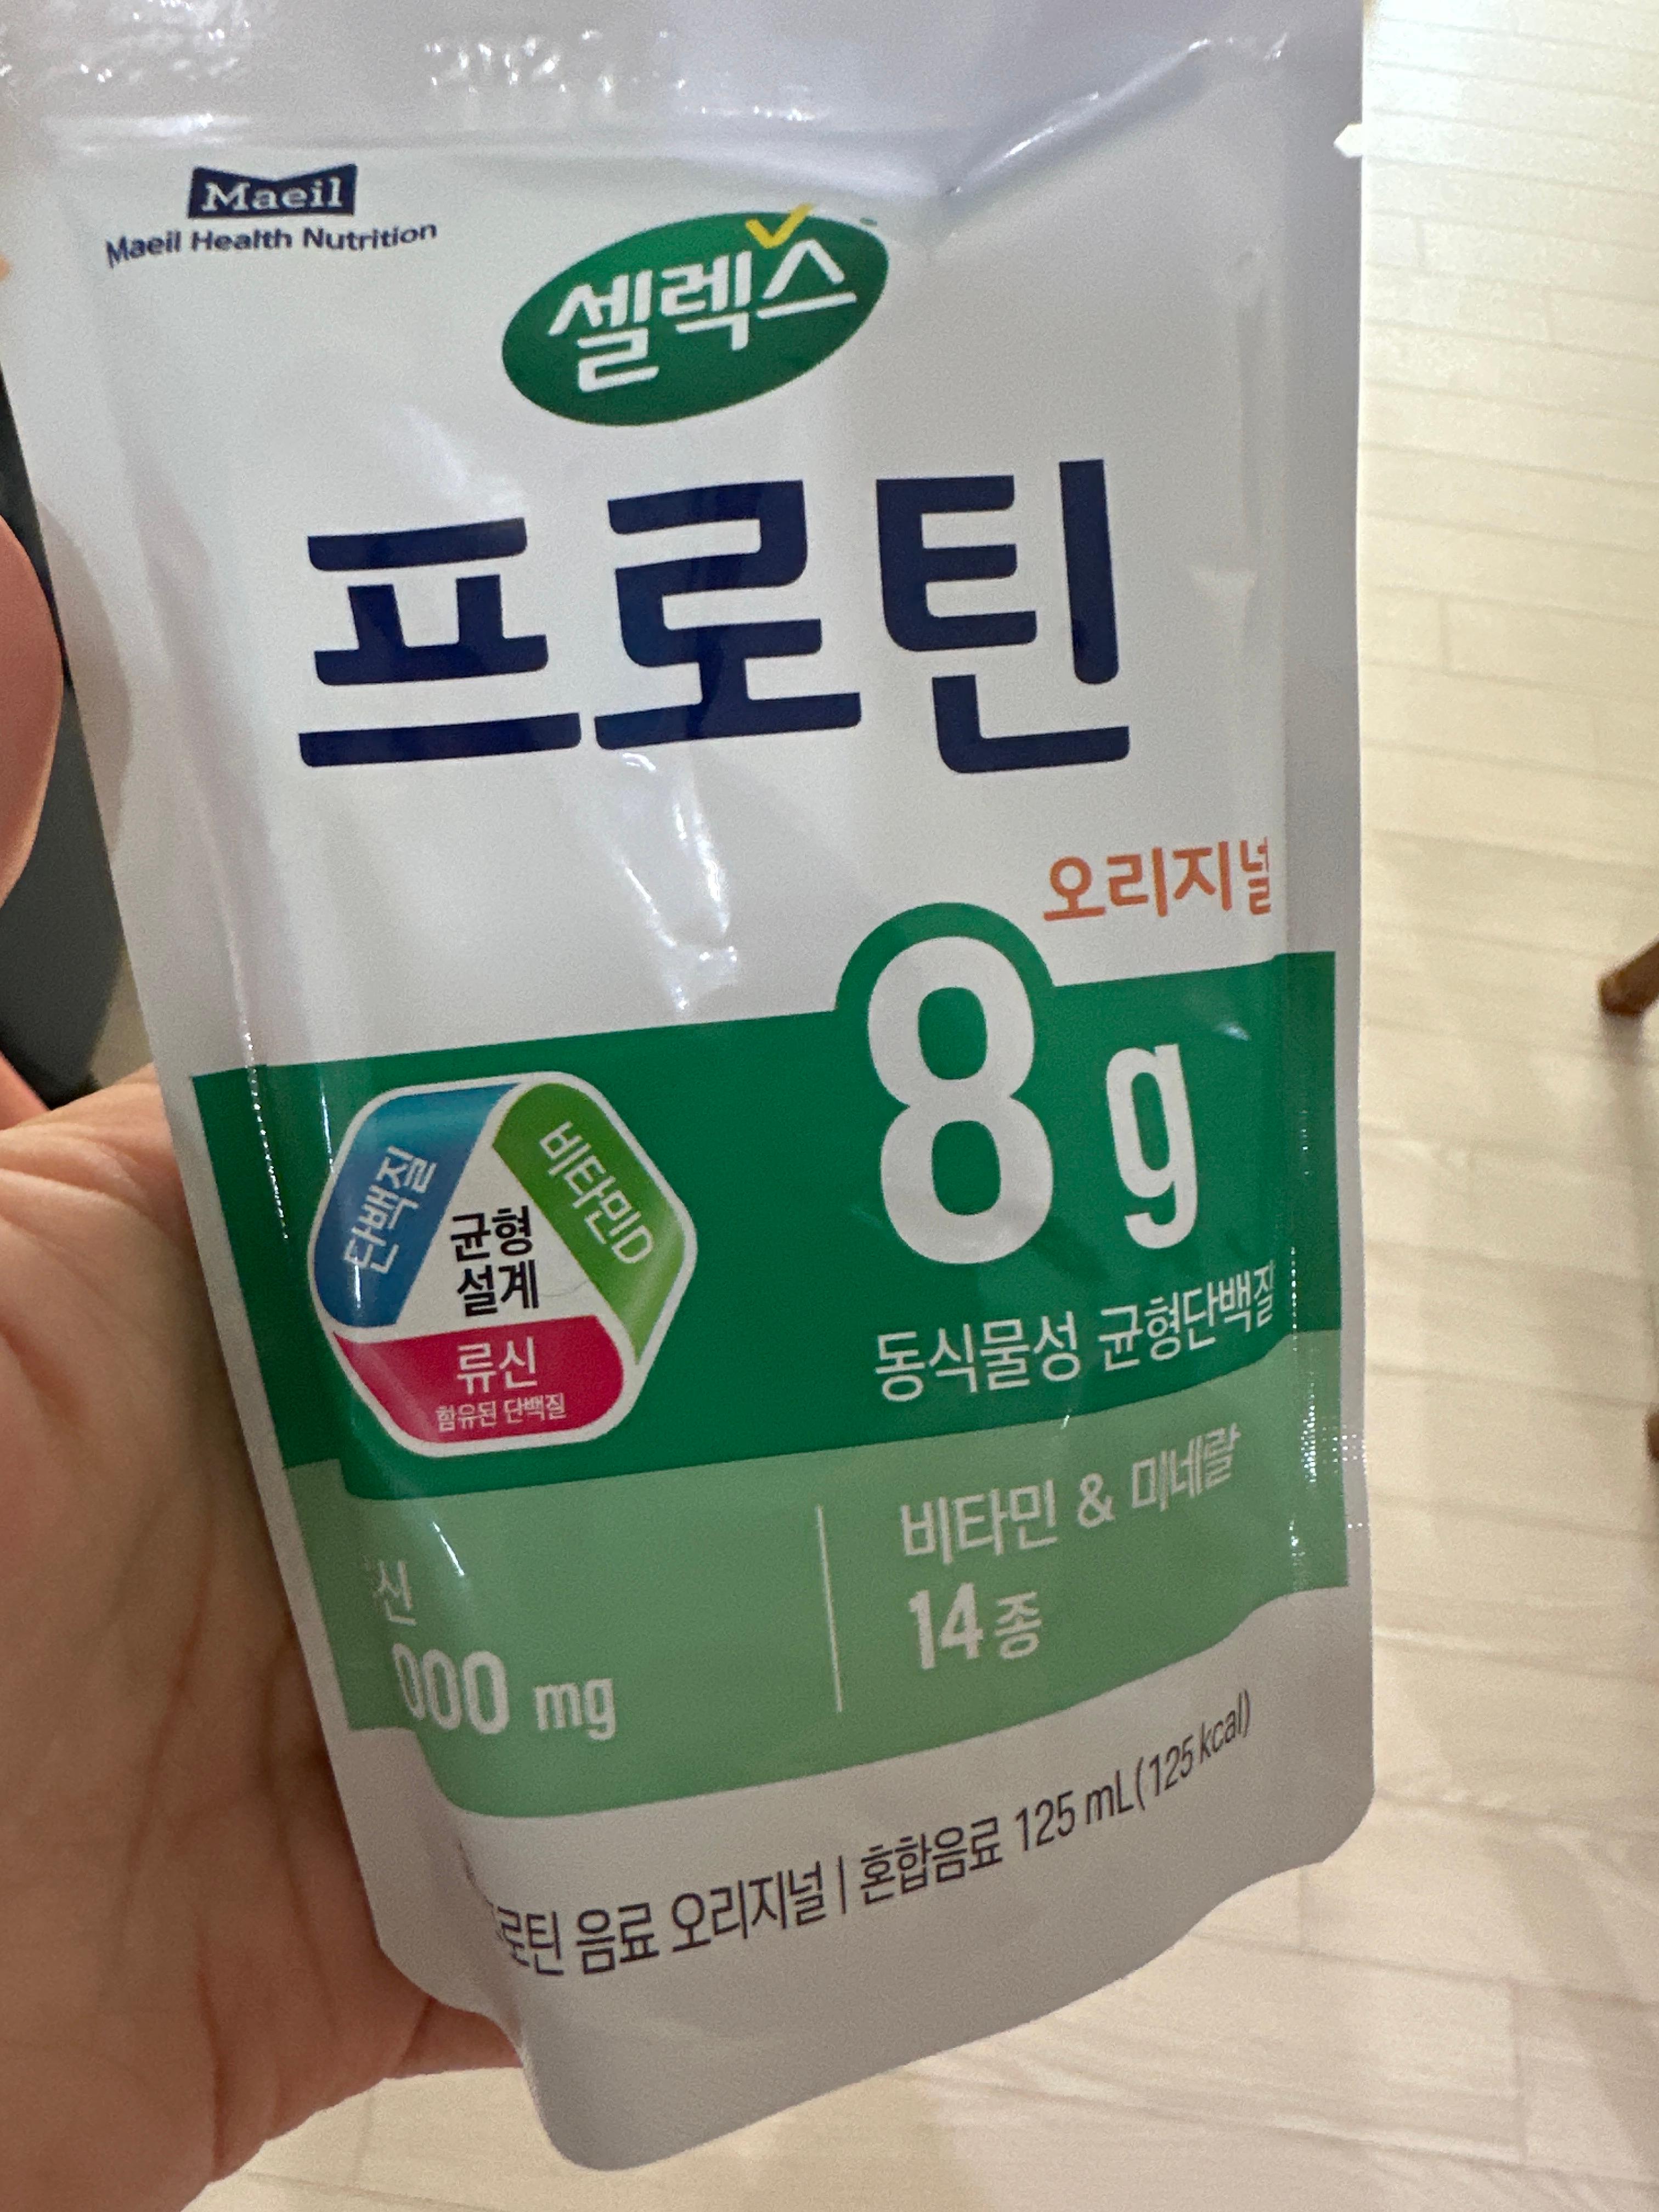 Maeil
Maeil Health Nutrition
셀렉스
프로틴
오리지널
8 g
동식물성 균형단백질
단백질
비타민D
균형
설계
류신
함유된 단백질
신
000 mg
비타민 & 미네랄
14종
로틴 음료 오리지널 | 혼합음료 125 mL(125 kcal)